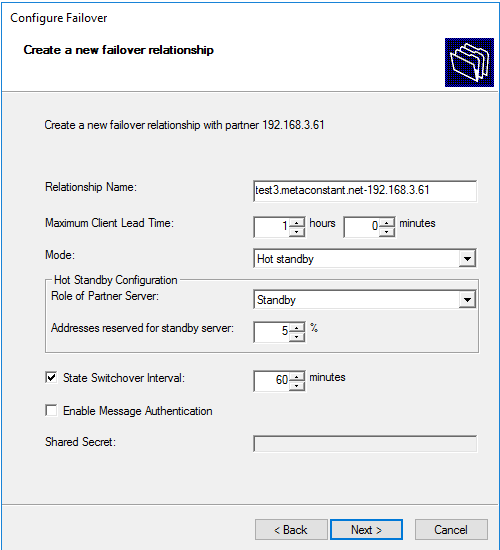 Configure Failover
Create a new failover relationship
Create a new failover relationship with partner 192.168.3.61
Relationship Name: test3.metaconstant.net-192.168.3.61
Maximum Client Lead Time: 1 hours 0 minutes
Mode: Hot standby
Hot Standby Configuration
Role of Partner Server: Standby
Addresses reserved for standby server: 5 %
State Switchover Interval: 60 minutes
Enable Message Authentication
Shared Secret:
< Back Next > Cancel